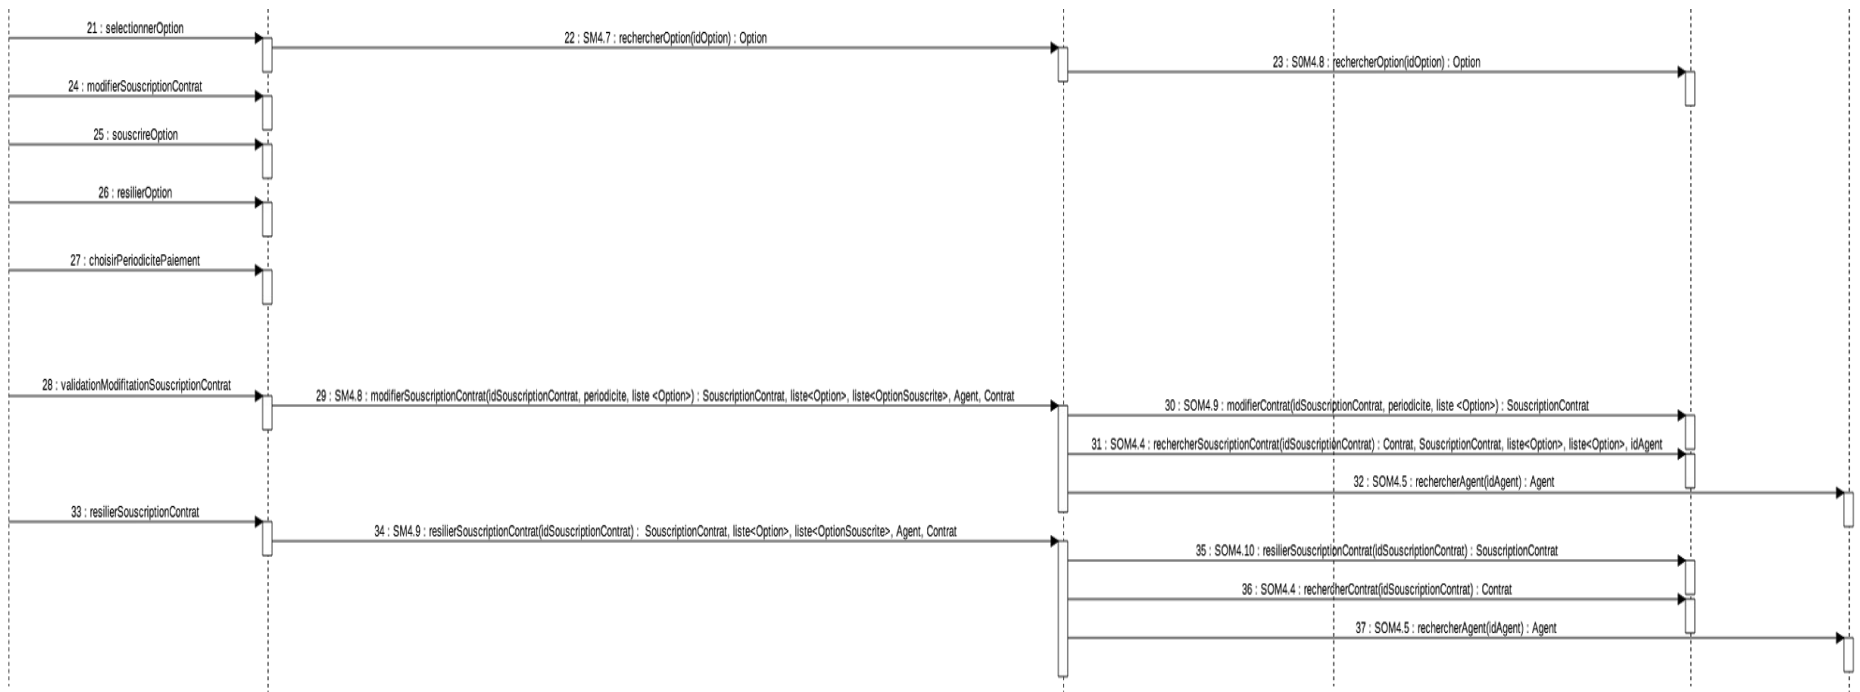 21 : selectionnerOption
22 : SM4.7 : rechercherOption(idOption) : Option
23 : S0M4.8 : rechercherOption(idOption) : Option
24 : modifierSouscriptionContrat
25 : souscrireOption
26 : resilierOption
27 : choisirPeriodicitePaiement
28 : validationModifitationSouscriptionContrat
29 : SM4.8 : modifierSouscriptionContrat(idSouscriptionContrat, periodicite, liste <Option>) : SouscriptionContrat, liste<Option>, liste<OptionSouscrite>, Agent, Contrat
30 : SOM4.9 : modifierContrat(idSouscriptionContrat, periodicite, liste <Option>) : SouscriptionContrat
31 : SOM4.4 : rechercherSouscriptionContrat(idSouscriptionContrat) : Contrat, SouscriptionContrat, liste<Option>, liste<Option>, idAgent
32 : SOM4.5 : rechercherAgent(idAgent) : Agent
33 : resilierSouscriptionContrat
34 : SM4.9 : resilierSouscriptionContrat(idSouscriptionContrat) : SouscriptionContrat, liste<Option>, liste<OptionSouscrite>, Agent, Contrat
35 : SOM4.10 : resilierSouscriptionContrat(idSouscriptionContrat) : SouscriptionContrat
36 : SOM4.4 : rechercherContrat(idSouscriptionContrat) : Contrat
37 : SOM4.5 : rechercherAgent(idAgent) : Agent